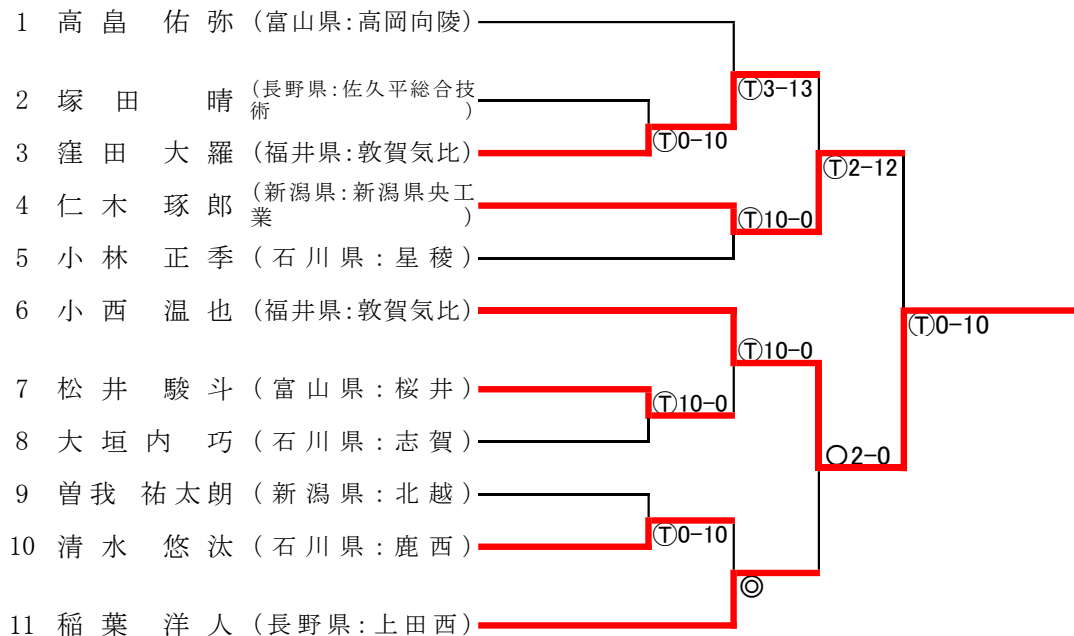 1 高畠 佑弥 (富山県:高岡向陵)
Ⓣ3-13
2 塚田 晴 (長野県:佐久平総合技
術)
Ⓣ0-10
3 窪田 大羅 (福井県:敦賀気比)
Ⓣ2-12
4 仁木 琢郎 (新潟県:新潟県央工
業)
Ⓣ10-0
5 小林 正季 (石川県:星稜)
6 小西 温也 (福井県:敦賀気比)
Ⓣ0-10
Ⓣ10-0
7 松井 駿斗 (富山県:桜井)
Ⓣ10-0
8 大垣内 巧 (石川県:志賀)
○2-0
9 曽我 祐太朗 (新潟県:北越)
Ⓣ0-10
10 清水 悠汰 (石川県:鹿西)
◎
11 稲葉 洋人 (長野県:上田西)